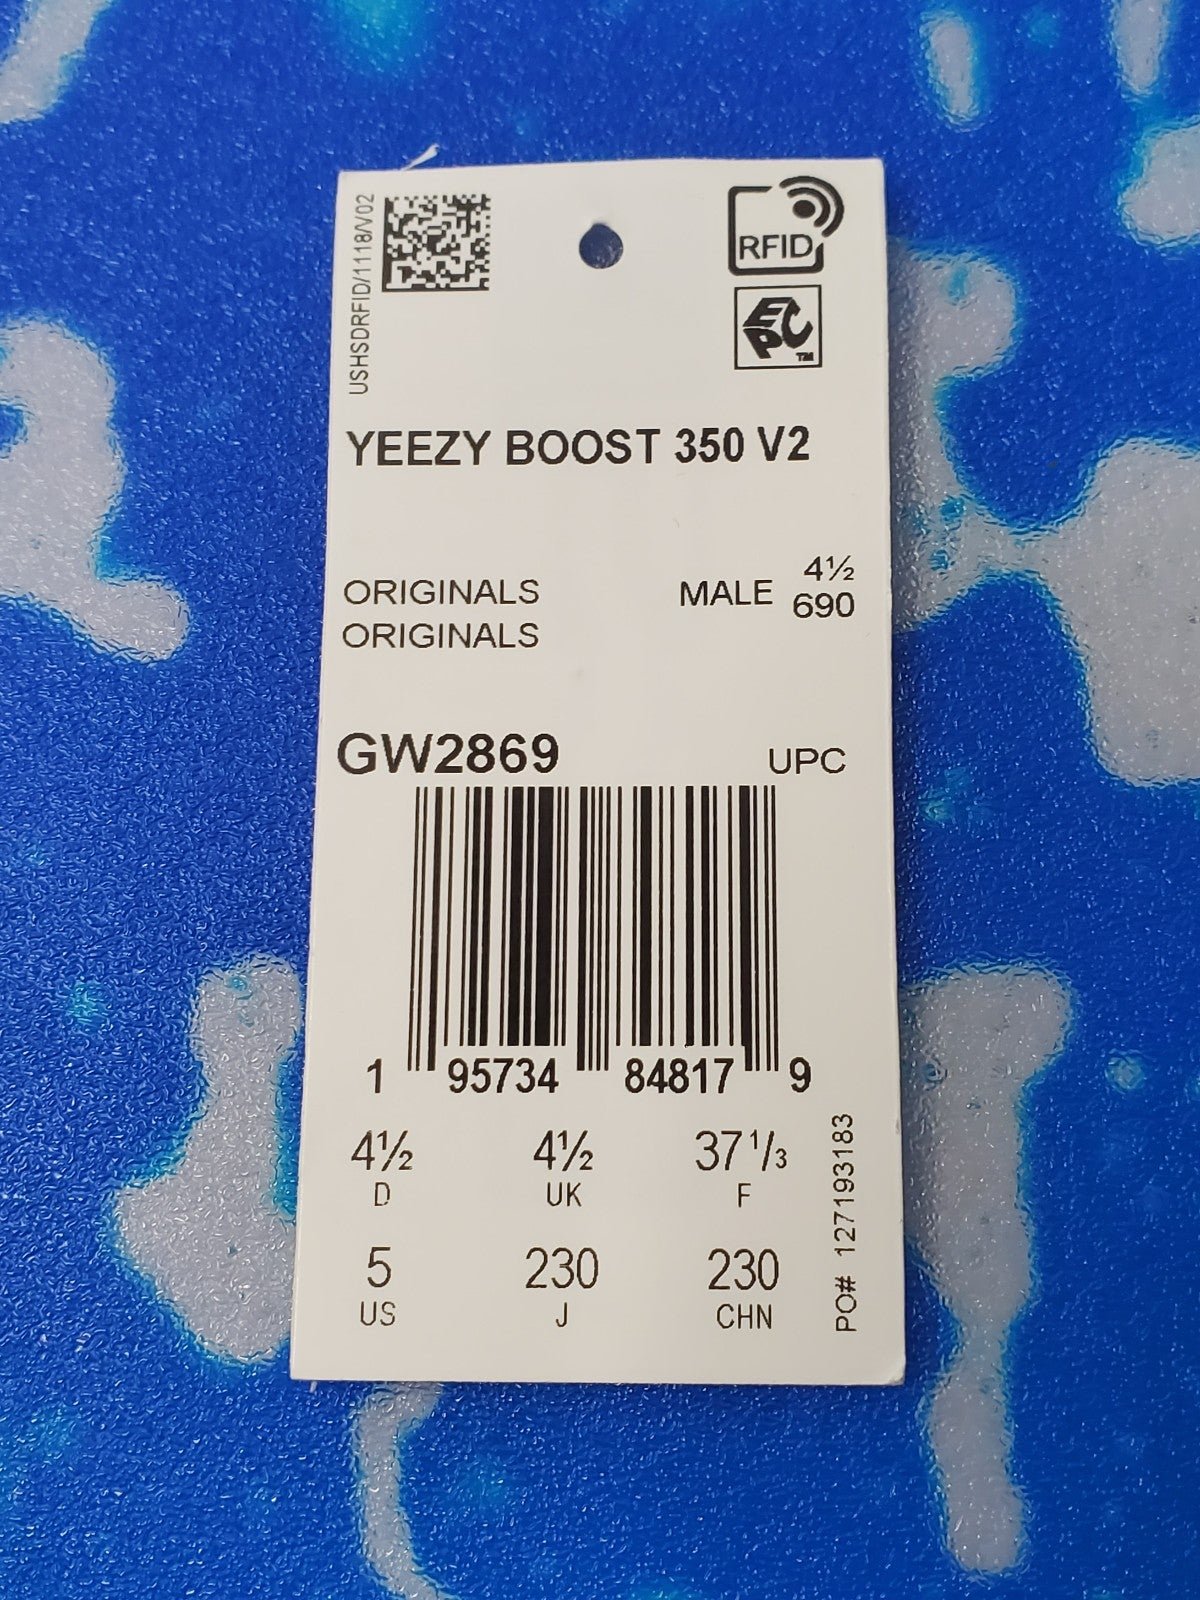 USHSDRFID/1118/V02
RFID
EPC™
YEEZY BOOST 350 V2
4½
ORIGINALS MALE 690
ORIGINALS
GW2869 UPC
1 95734 84817 9
4½ 4½ 37 1/3
D UK F
5 230 230
US J CHN
PO# 127193183